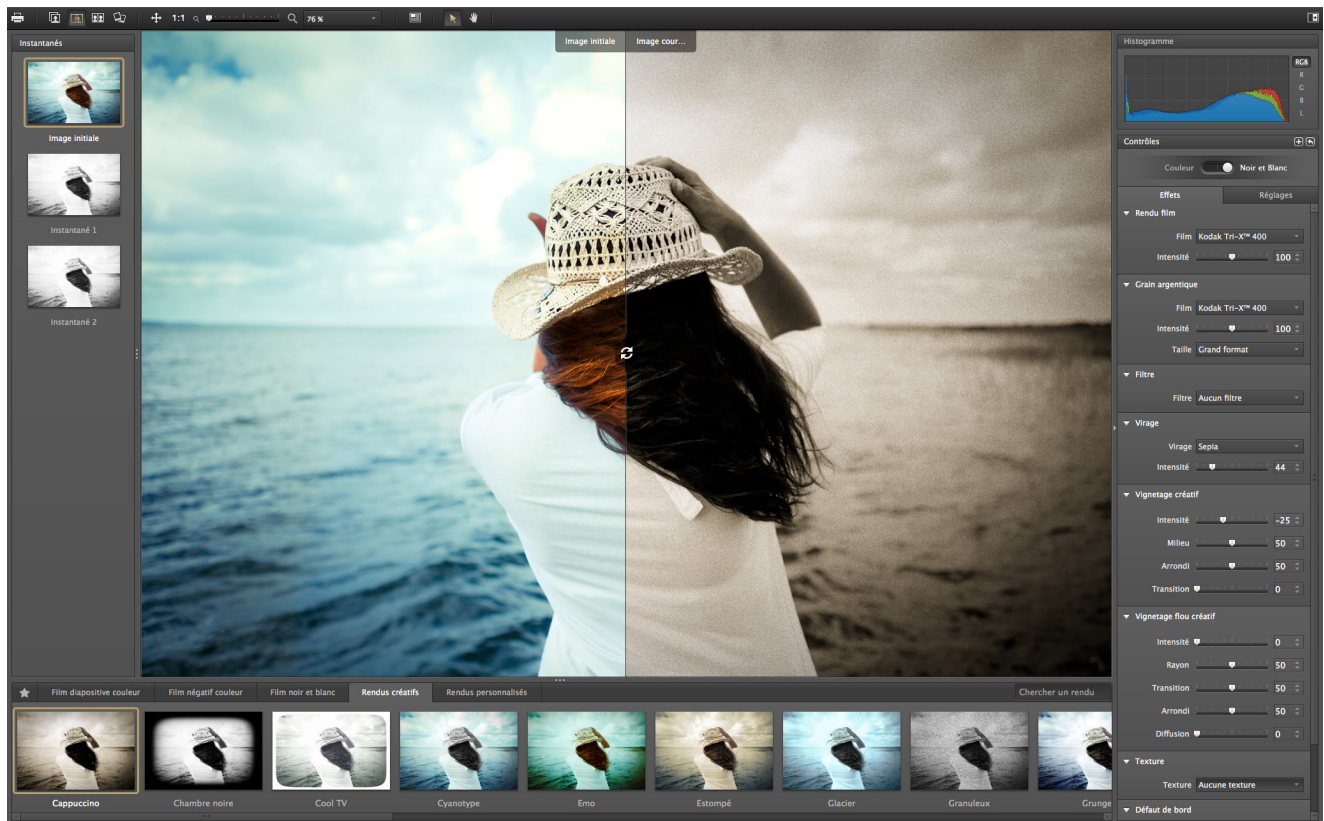 1:1
76 %
Instantanés
Image initiale
Instantané 1
Instantané 2
Image initiale
Image cour...
Histogramme
RGB
R
G
B
L
Contrôles
Couleur
Noir et Blanc
Effets
Réglages
Rendu film
Film Kodak Tri-X™ 400
Intensité 100
Grain argentique
Film Kodak Tri-X™ 400
Intensité 100
Taille Grand format
Filtre
Filtre Aucun filtre
Virage
Virage Sepia
Intensité 44
Vignetage créatif
Intensité -25
Milieu 50
Arrondi 50
Transition 0
Vignetage flou créatif
Intensité 0
Rayon 50
Transition 50
Arrondi 50
Diffusion 0
Texture
Texture Aucune texture
Défaut de bord
Film diapositive couleur
Film négatif couleur
Film noir et blanc
Rendus créatifs
Rendus personnalisés
Chercher un rendu
Cappuccino
Chambre noire
Cool TV
Cyanotype
Emo
Estompé
Glacier
Granuleux
Grunge